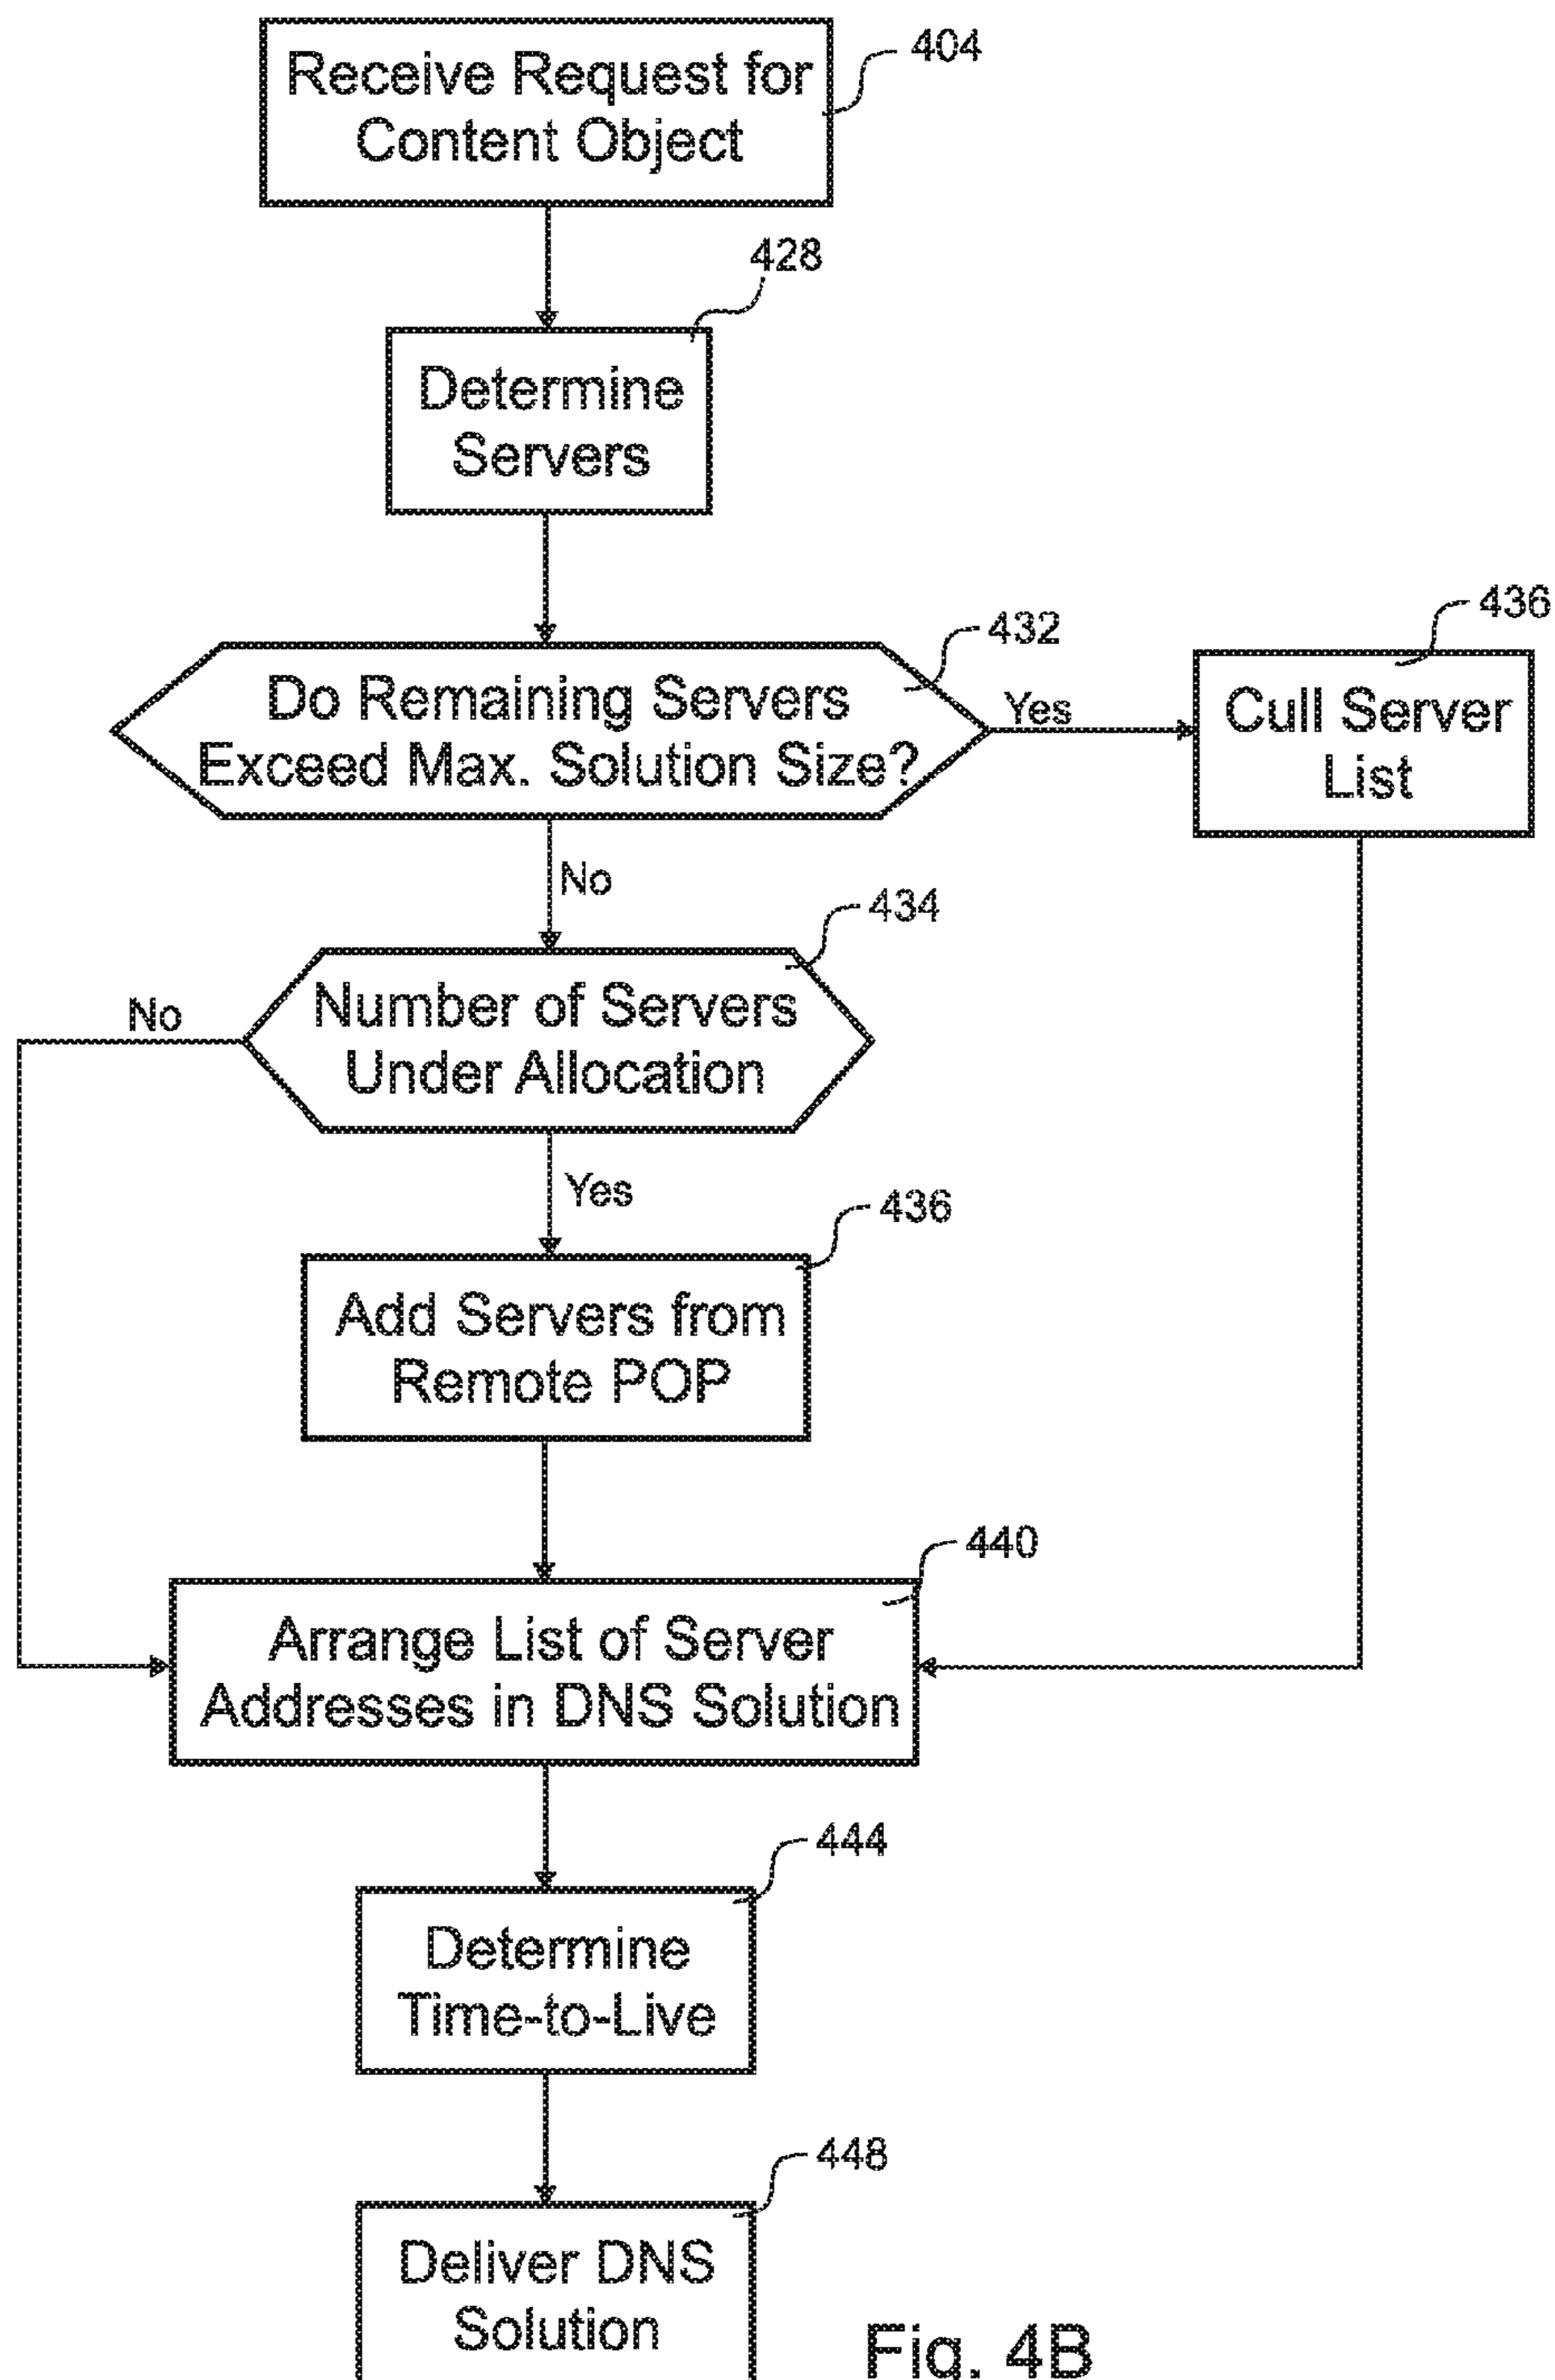 Receive Request for
Content Object
404
428
Determine
Servers
432
Do Remaining Servers
Exceed Max. Solution Size?
Yes
436
Cull Server
List
No
434
Number of Servers
Under Allocation
No
Yes
436
Add Servers from
Remote POP
440
Arrange List of Server
Addresses in DNS Solution
444
Determine
Time-to-Live
448
Deliver DNS
Solution
Fig. 4B